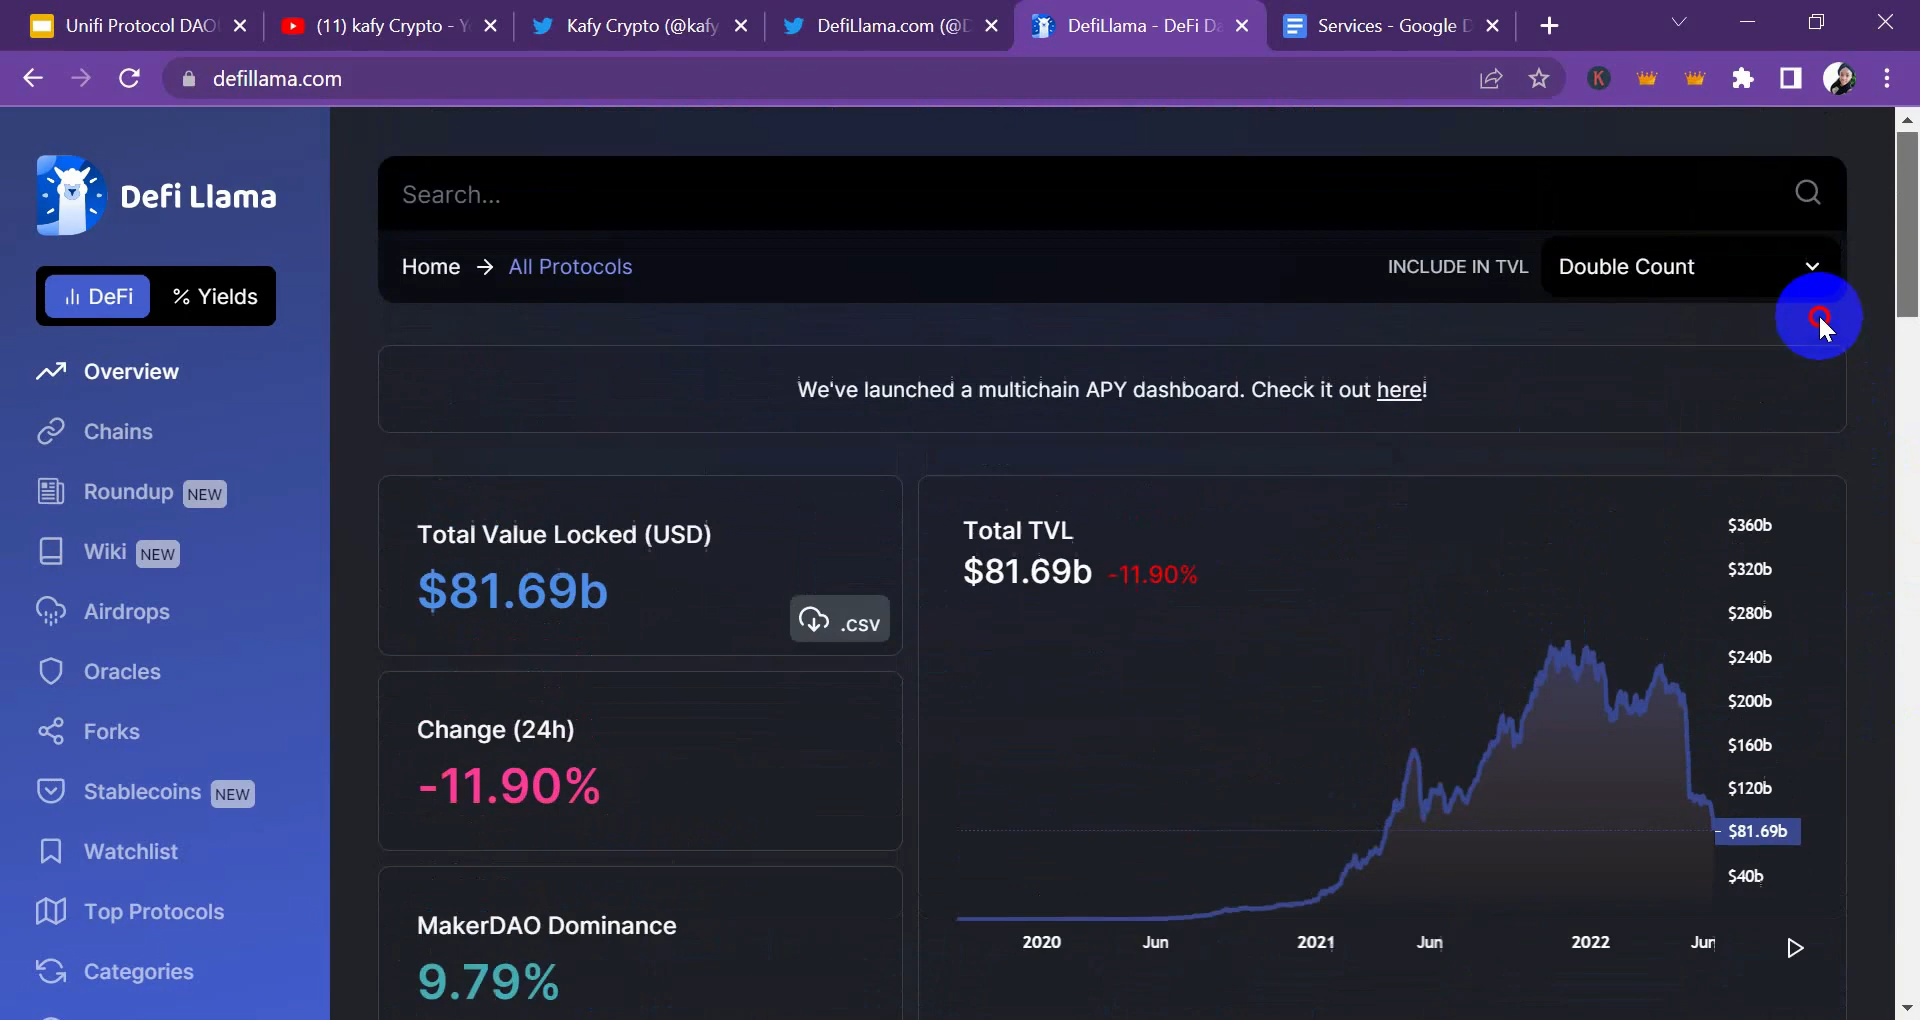 Unifi Protocol DAO
(11) kafy Crypto - Y
Kafy Crypto (@kafy
DefiLlama.com (@D
DefiLlama - DeFi Da
Services - Google D
defillama.com
K
Defi Llama
DeFi
% Yields
Overview
Chains
Roundup NEW
Wiki NEW
Airdrops
Oracles
Forks
Stablecoins NEW
Watchlist
Top Protocols
Categories
Search...
Home → All Protocols
INCLUDE IN TVL
Double Count
We've launched a multichain APY dashboard. Check it out here!
Total Value Locked (USD)
$81.69b
.csv
Change (24h)
-11.90%
MakerDAO Dominance
9.79%
Total TVL
$81.69b -11.90%
$360b
$320b
$280b
$240b
$200b
$160b
$120b
$81.69b
$40b
2020 Jun 2021 Jun 2022 Jun